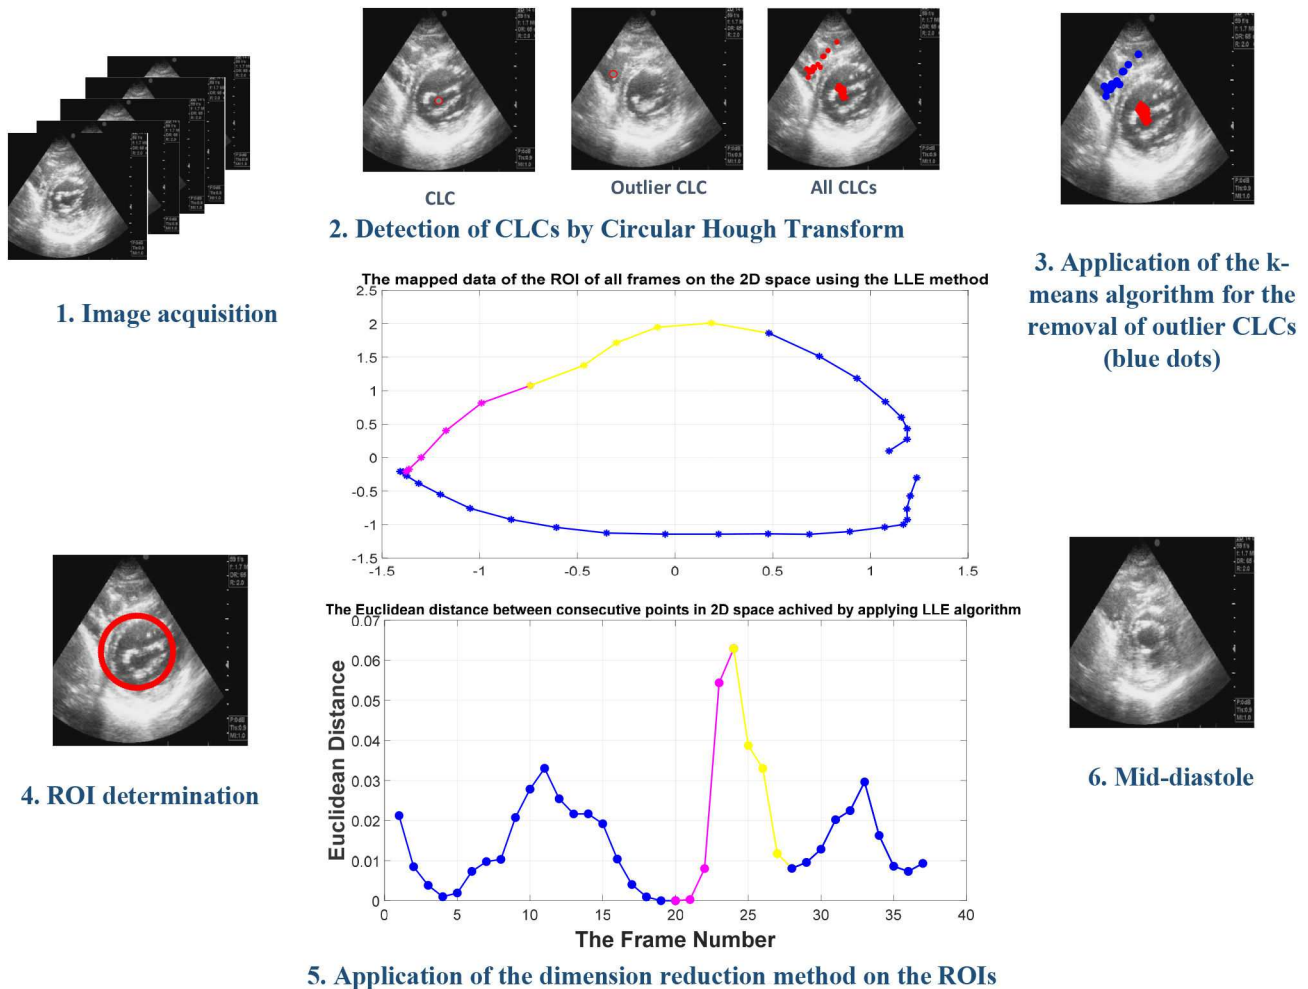 CLC
Outlier CLC
All CLCs
2. Detection of CLCs by Circular Hough Transform
1. Image acquisition
3. Application of the k-
means algorithm for the
removal of outlier CLCs
(blue dots)
The mapped data of the ROI of all frames on the 2D space using the LLE method
2.5
2
1.5
1
0.5
0
-0.5
-1
-1.5
-1.5
-1
-0.5
0
0.5
1
1.5
4. ROI determination
The Euclidean distance between consecutive points in 2D space achived by applying LLE algorithm
Euclidean Distance
0.07
0.06
0.05
0.04
0.03
0.02
0.01
0
0
5
10
15
20
25
30
35
40
The Frame Number
6. Mid-diastole
5. Application of the dimension reduction method on the ROIs